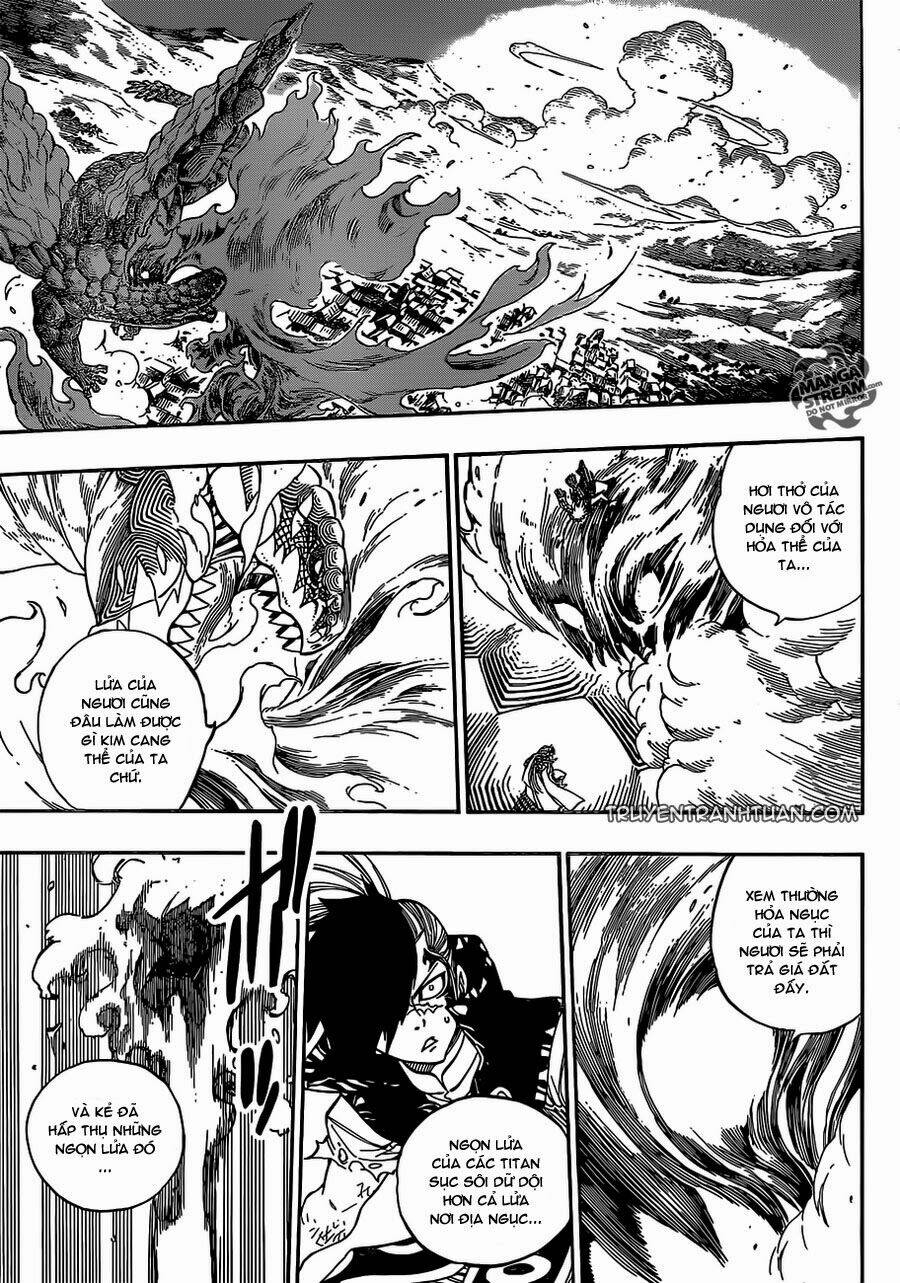 MANGA
STREAM.com
DO NOT MIRROR
HƠI THỞ CỦA
NGƯƠI VÔ TÁC
DỤNG ĐỐI VỚI
HỎA THỂ CỦA
TA...
LỬA CỦA
NGƯƠI CŨNG
ĐÂU LÀM ĐƯỢC
GÌ KIM CANG
THỂ CỦA TA
CHỨ.
TRUYENTRANHTUAN.COM
XEM THƯỜNG
HỎA NGỤC
CỦA TA THÌ
NGƯƠI SẼ PHẢI
TRẢ GIÁ ĐẮT
ĐẤY.
NGỌN LỬA
CỦA CÁC TITAN
SỤC SÔI DỮ DỘI
HƠN CẢ LỬA
NƠI ĐỊA NGỤC...
VÀ KẺ ĐÃ
HẤP THỤ NHỮNG
NGỌN LỬA ĐÓ
...